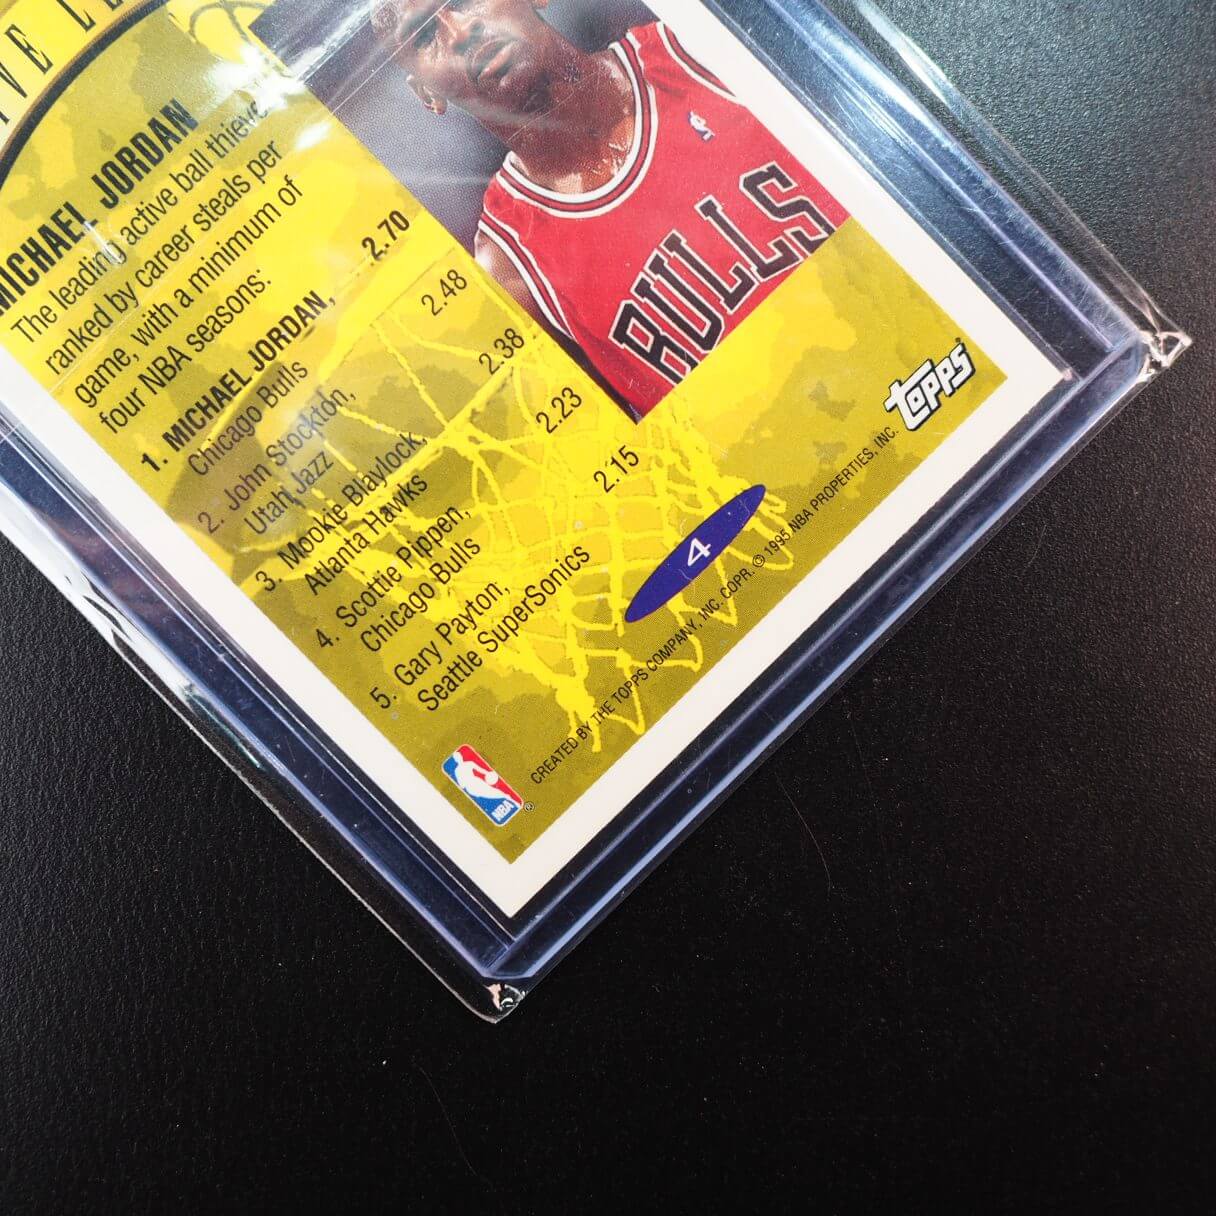 MICHAEL JORDAN
The leading active ball thieves
ranked by career steals per
game, with a minimum of
four NBA seasons:
1. MICHAEL JORDAN, 2.70
Chicago Bulls
2. John Stockton, 2.48
Utah Jazz
3. Mookie Blaylock, 2.38
Atlanta Hawks
4. Scottie Pippen, 2.23
Chicago Bulls
5. Gary Payton, 2.15
Seattle SuperSonics
BULLS
topps
4
NBA ®
CREATED BY THE TOPPS COMPANY, INC. COPR. © 1995 NBA PROPERTIES, INC.